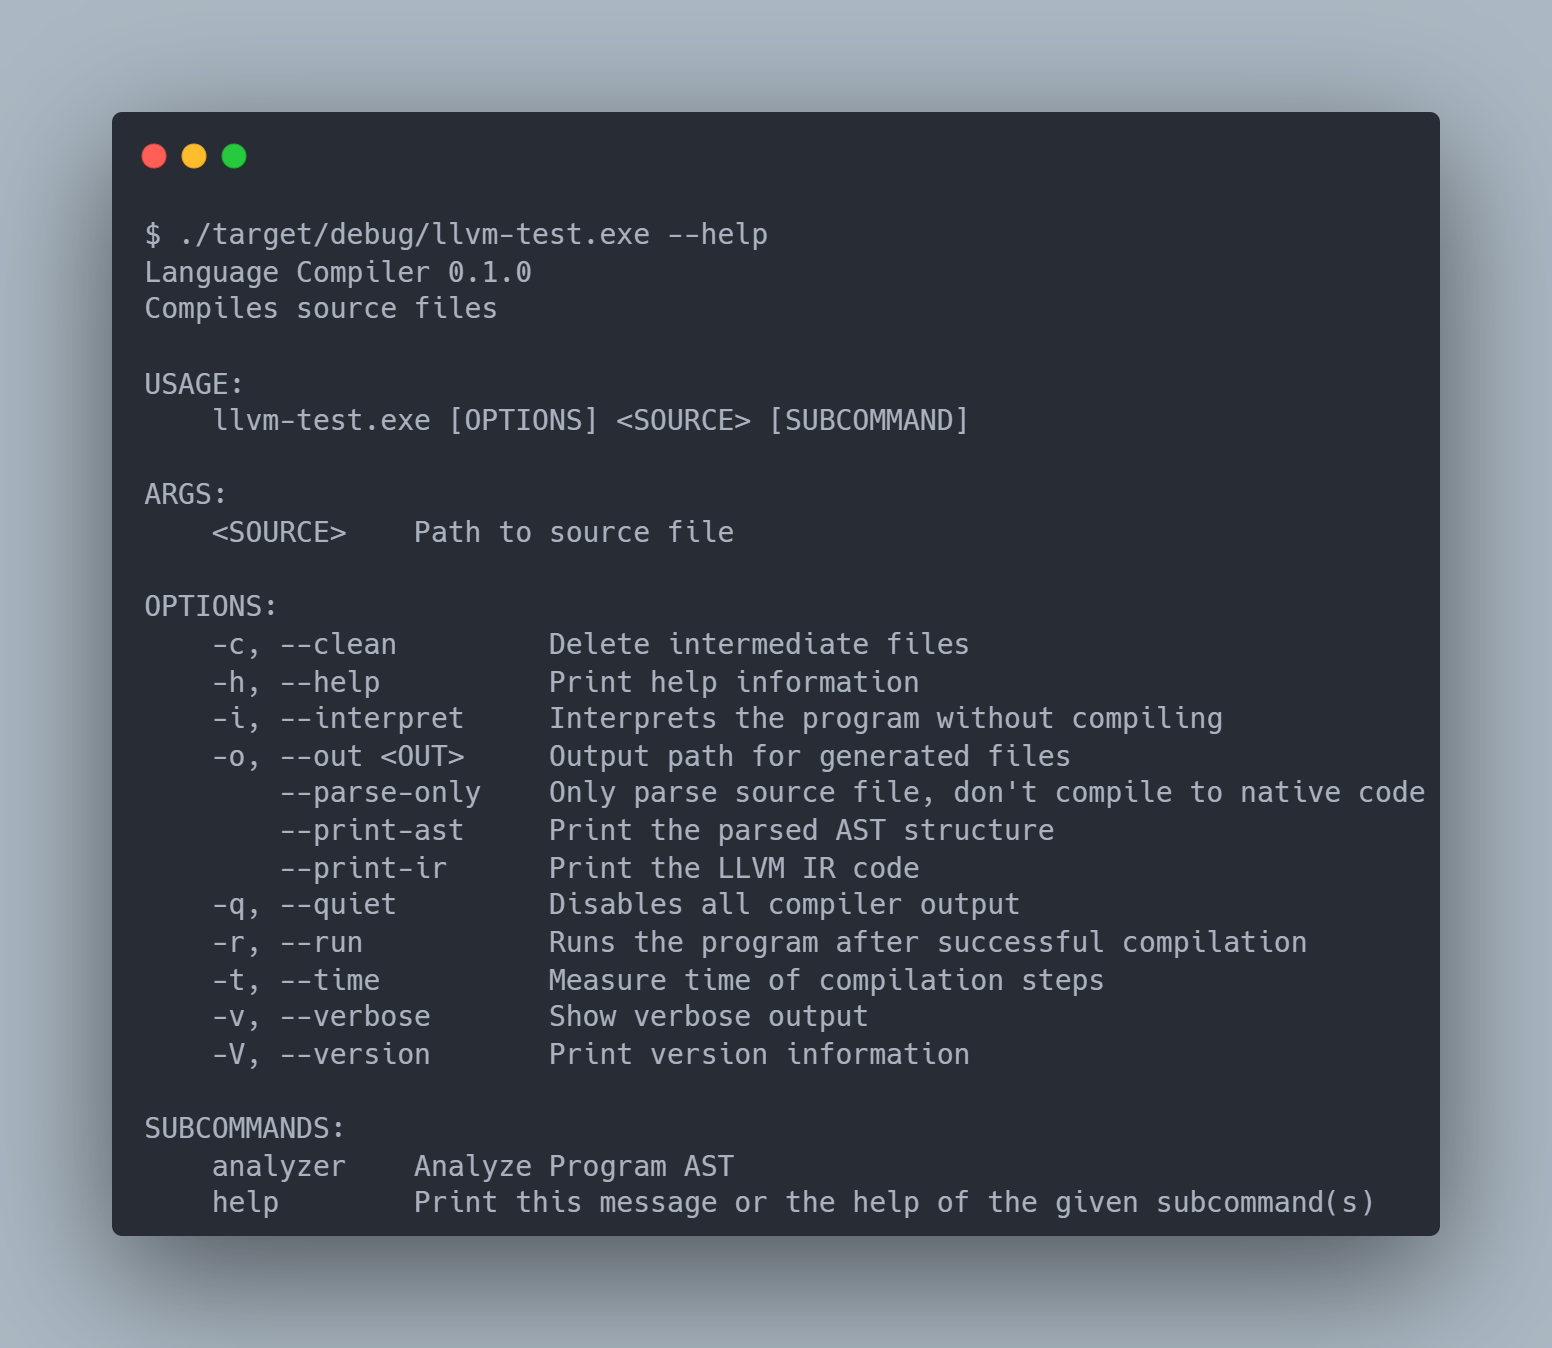 $ ./target/debug/llvm-test.exe --help
Language Compiler 0.1.0
Compiles source files

USAGE:
    llvm-test.exe [OPTIONS] <SOURCE> [SUBCOMMAND]

ARGS:
    <SOURCE>    Path to source file

OPTIONS:
    -c, --clean         Delete intermediate files
    -h, --help          Print help information
    -i, --interpret     Interprets the program without compiling
    -o, --out <OUT>     Output path for generated files
        --parse-only    Only parse source file, don't compile to native code
        --print-ast     Print the parsed AST structure
        --print-ir      Print the LLVM IR code
    -q, --quiet         Disables all compiler output
    -r, --run           Runs the program after successful compilation
    -t, --time          Measure time of compilation steps
    -v, --verbose       Show verbose output
    -V, --version       Print version information

SUBCOMMANDS:
    analyzer    Analyze Program AST
    help        Print this message or the help of the given subcommand(s)